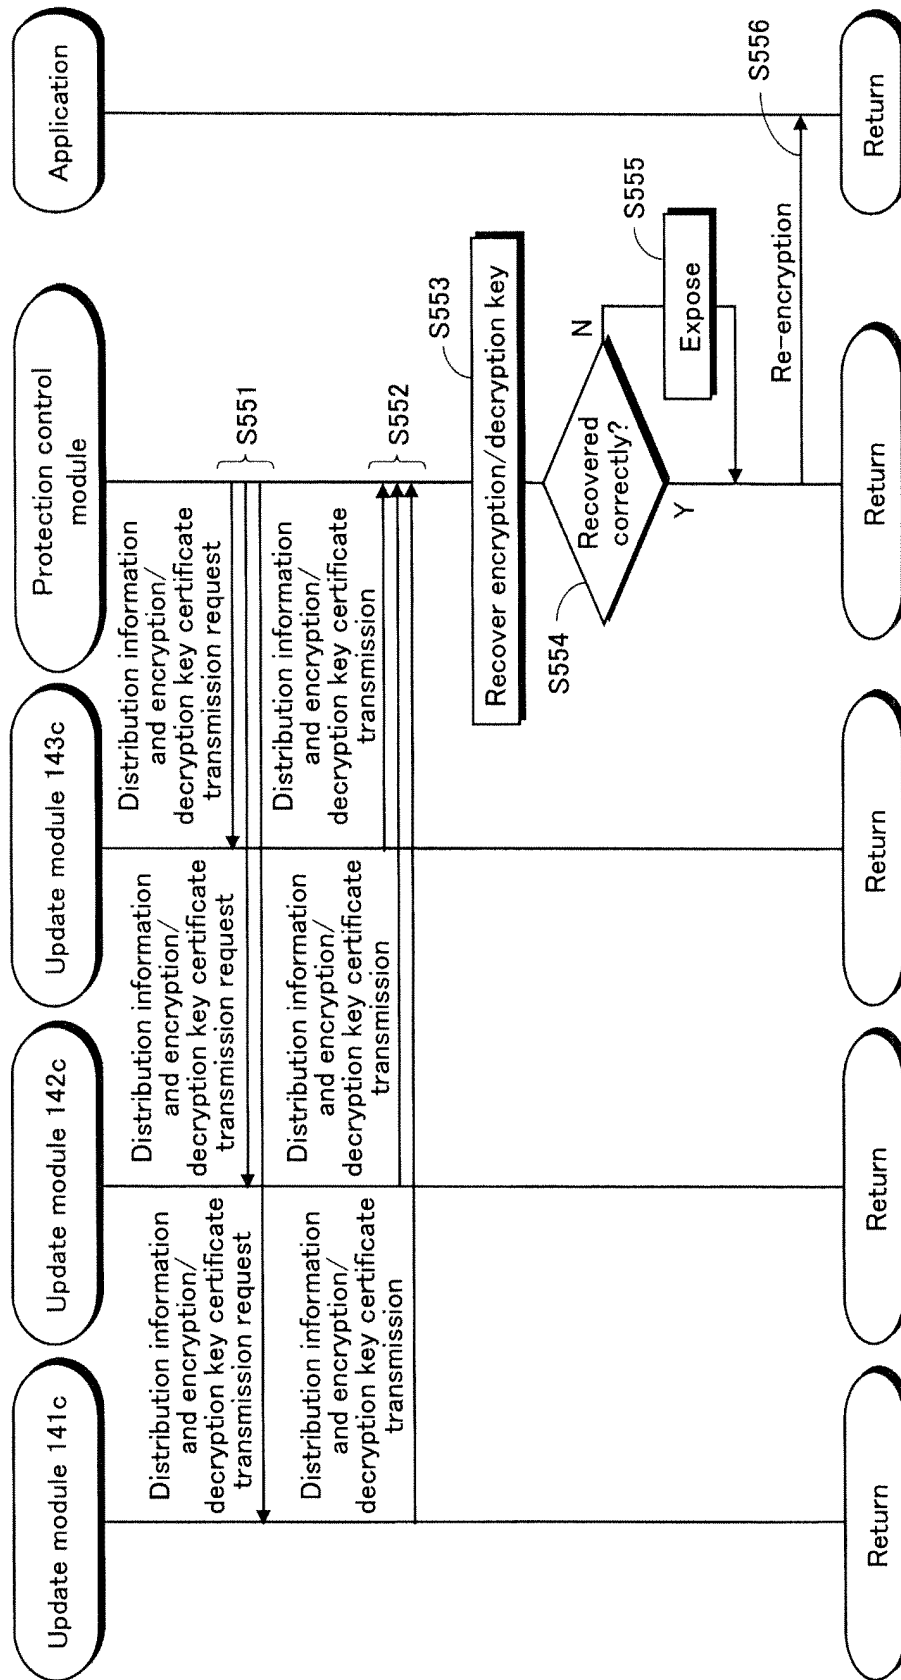 Update module 141c
Update module 142c
Update module 143c
Protection control
module
Application
Distribution information
and encryption/
decryption key certificate
transmission request
Distribution information
and encryption/
decryption key certificate
transmission request
Distribution information
and encryption/
decryption key certificate
transmission request
S551
Distribution information
and encryption/
decryption key certificate
transmission
Distribution information
and encryption/
decryption key certificate
transmission
Distribution information
and encryption/
decryption key certificate
transmission
S552
S553
Recover encryption/decryption key
S554
Recovered
correctly?
N
Y
S555
Expose
Re-encryption
S556
Return
Return
Return
Return
Return